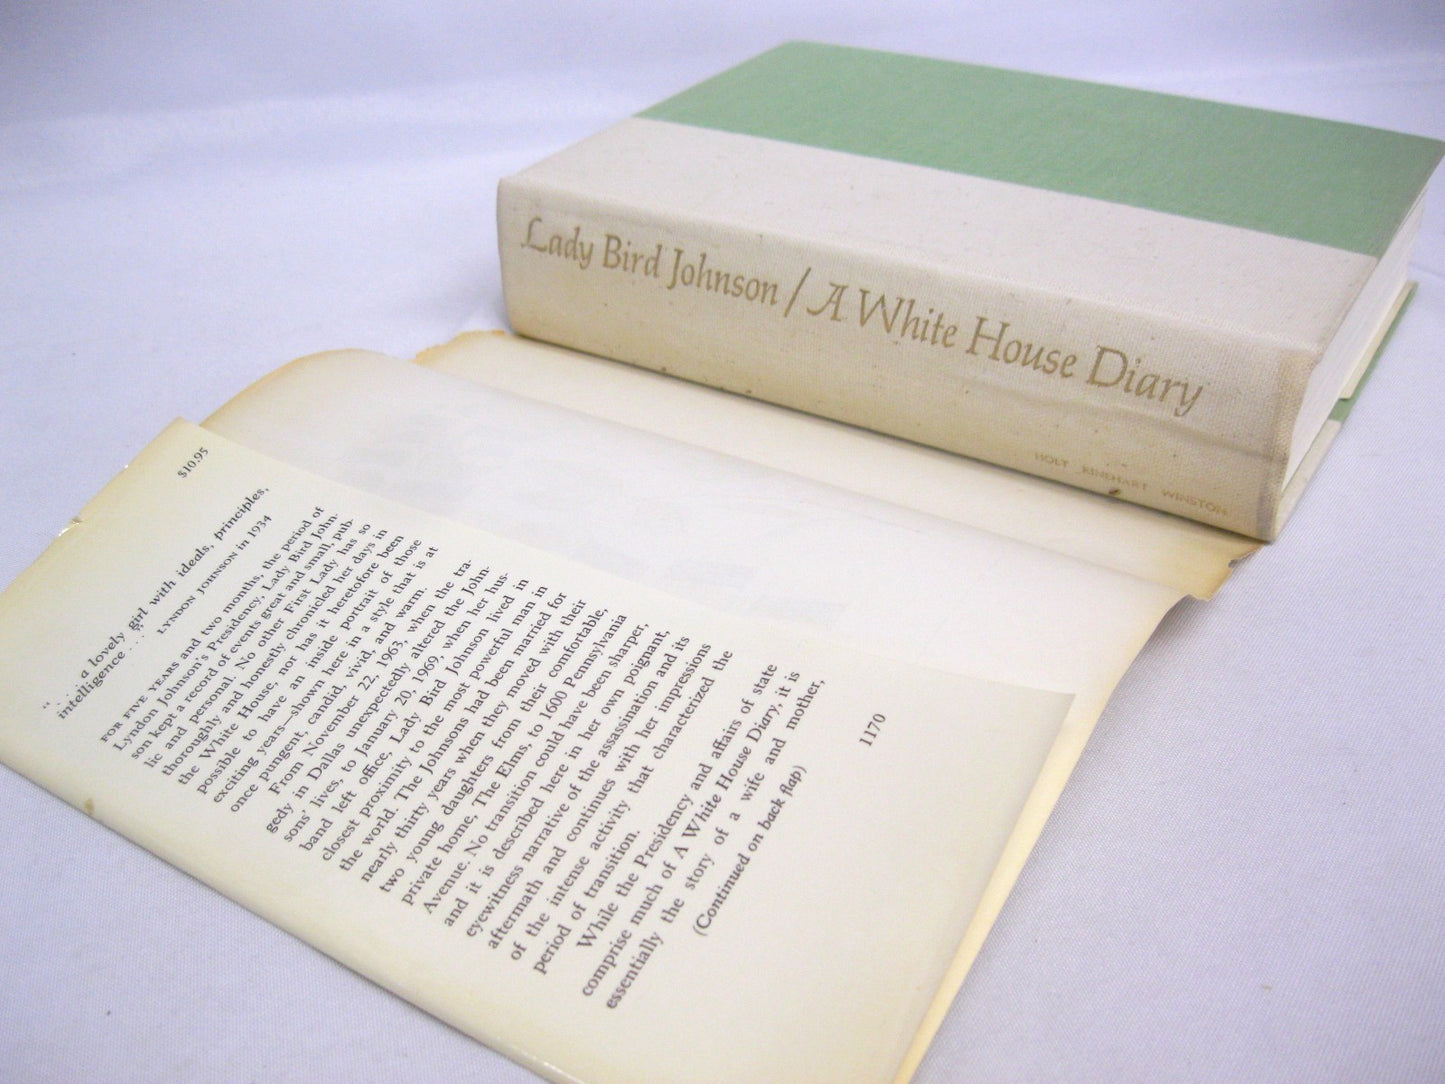 Lady Bird Johnson / A White House Diary
HOLT RINEHART WINSTON
$10.95
“. . . a lovely girl with ideals, principles,
intelligence . . .”
LYNDON JOHNSON in 1934
FOR FIVE YEARS and two months, the period of
Lyndon Johnson's Presidency, Lady Bird John-
son kept a record of events great and small, pub-
lic and personal. No other First Lady has so
thoroughly and honestly chronicled her days in
the White House, nor has it heretofore been
possible to have an inside portrait of those
exciting years—shown here in a style that is at
once pungent, candid, vivid, and warm.
From November 22, 1963, when the tra-
gedy in Dallas unexpectedly altered the John-
sons' lives, to January 20, 1969, when her hus-
band left office, Lady Bird Johnson lived in
closest proximity to the most powerful man in
the world. The Johnsons had been married for
nearly thirty years when they moved with their
two young daughters from their comfortable,
private home, The Elms, to 1600 Pennsylvania
Avenue. No transition could have been sharper,
and it is described here in her own poignant,
eyewitness narrative of the assassination and its
aftermath and continues with her impressions
of the intense activity that characterized the
period of transition.
While the Presidency and affairs of state
comprise much of A White House Diary, it is
essentially the story of a wife and mother,
(Continued on back flap)
1170